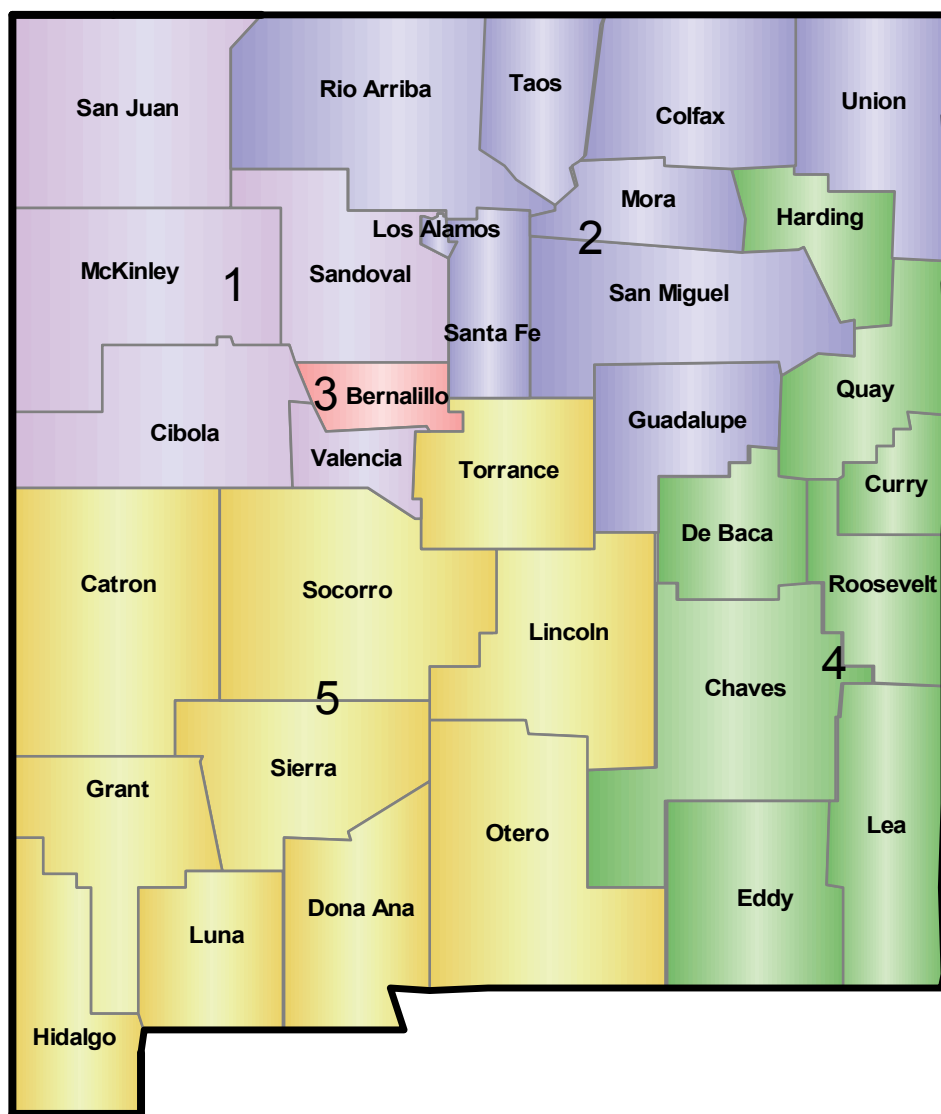 Taos
Rio Arriba
Union
San Juan
Colfax
Mora
Harding
Los Alamos
2
McKinley
1
Sandoval
San Miguel
Santa Fe
3
Bernalillo
Quay
Guadalupe
Cibola
Valencia
Torrance
Curry
De Baca
Catron
Socorro
Roosevelt
Lincoln
4
Chaves
5
Sierra
Grant
Otero
Lea
Eddy
Dona Ana
Luna
Hidalgo